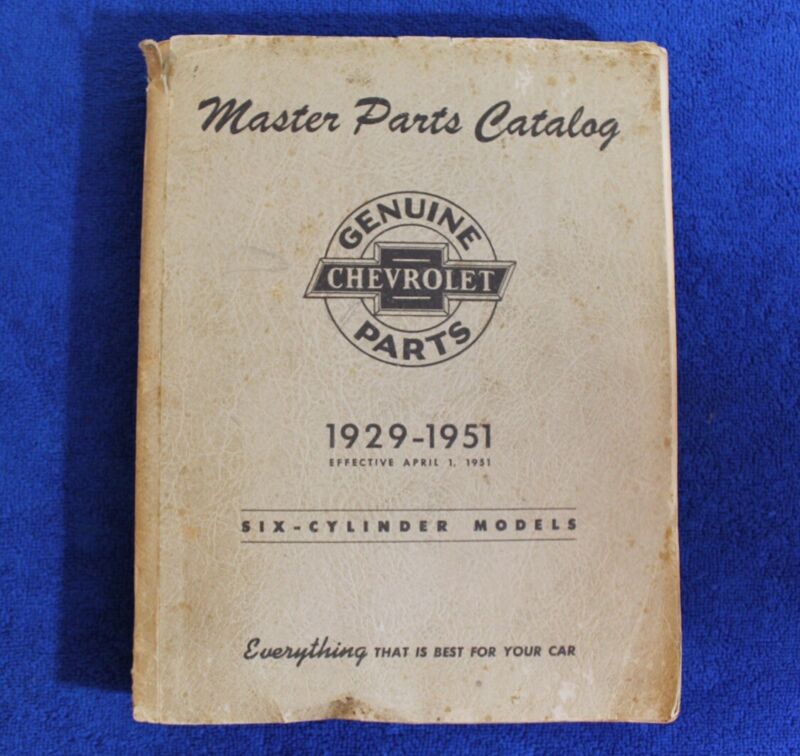 Master Parts Catalog
GENUINE
CHEVROLET
PARTS
1929-1951
EFFECTIVE APRIL 1, 1951
SIX-CYLINDER MODELS
Everything THAT IS BEST FOR YOUR CAR